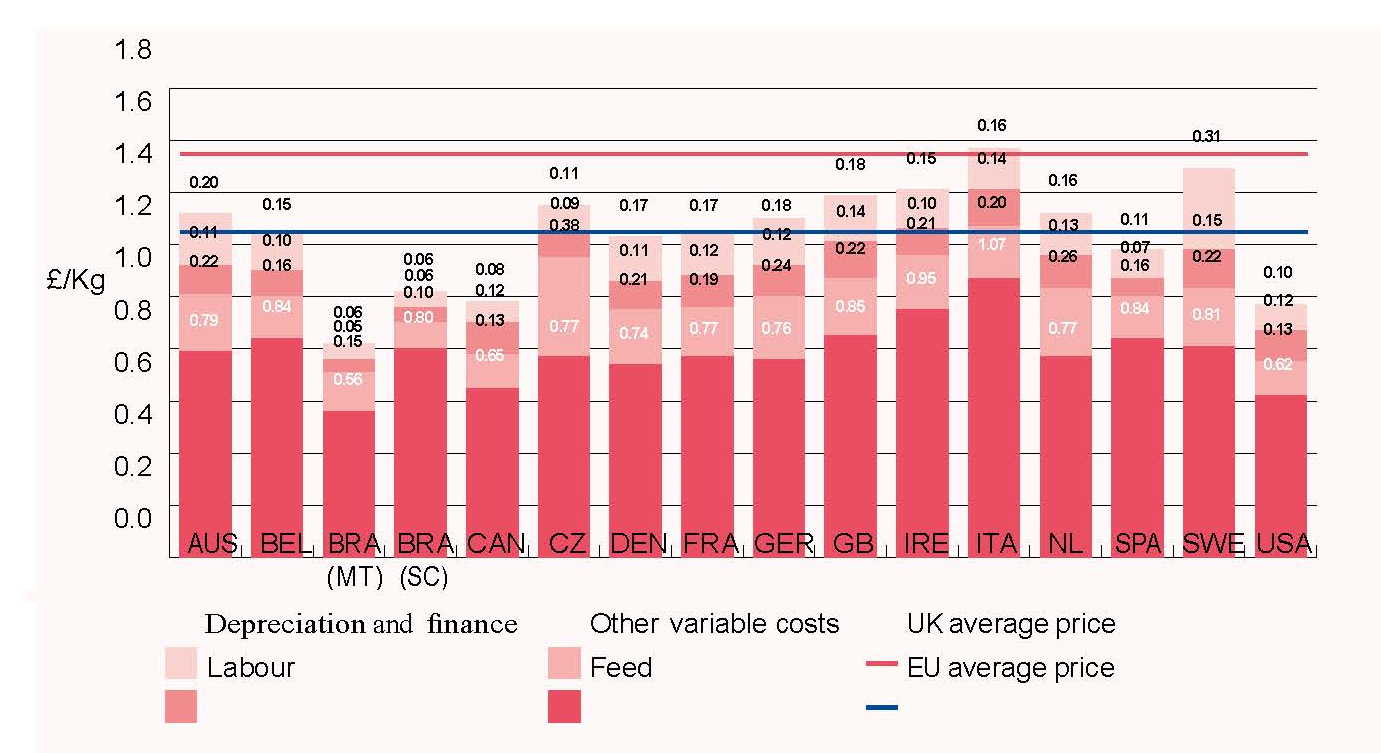 1.8
1.6
0.16
0.31
1.4 0.18 0.15 0.14
0.20 0.11 0.16
1.2 0.15 0.09 0.17 0.17 0.18 0.14 0.10 0.20 0.11 0.15
0.11 0.10 0.38 0.11 0.12 0.12 0.21 1.07 0.13 0.07
1.0 0.22 0.16 0.06 0.08 0.21 0.19 0.24 0.22 0.95 0.26 0.16 0.22 0.10
£/Kg 0.06 0.12 0.12
0.8 0.79 0.84 0.06 0.10 0.13 0.77 0.74 0.77 0.76 0.85 0.77 0.84 0.81 0.13
0.05 0.80
0.15
0.6 0.56 0.65 0.62
0.4
0.2
0.0
AUS BEL BRA BRA CAN CZ DEN FRA GER GB IRE ITA NL SPA SWE USA
(MT) (SC)
Depreciation and finance Other variable costs UK average price
Labour Feed EU average price